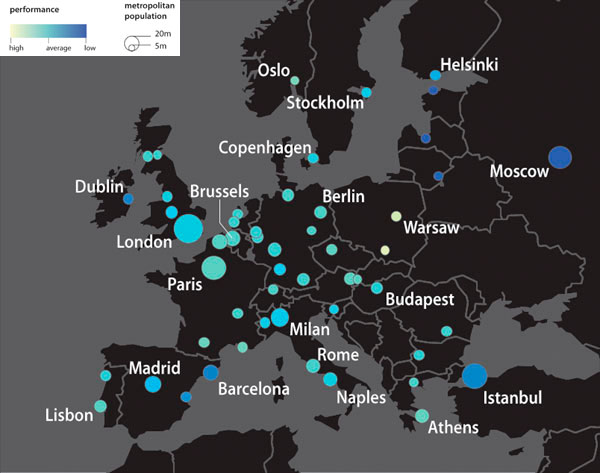 performance
high average low
metropolitan
population
20m
5m
Oslo
Helsinki
Stockholm
Copenhagen
Moscow
Dublin
Brussels
Berlin
Warsaw
London
Paris
Budapest
Milan
Rome
Madrid
Barcelona
Naples
Istanbul
Lisbon
Athens